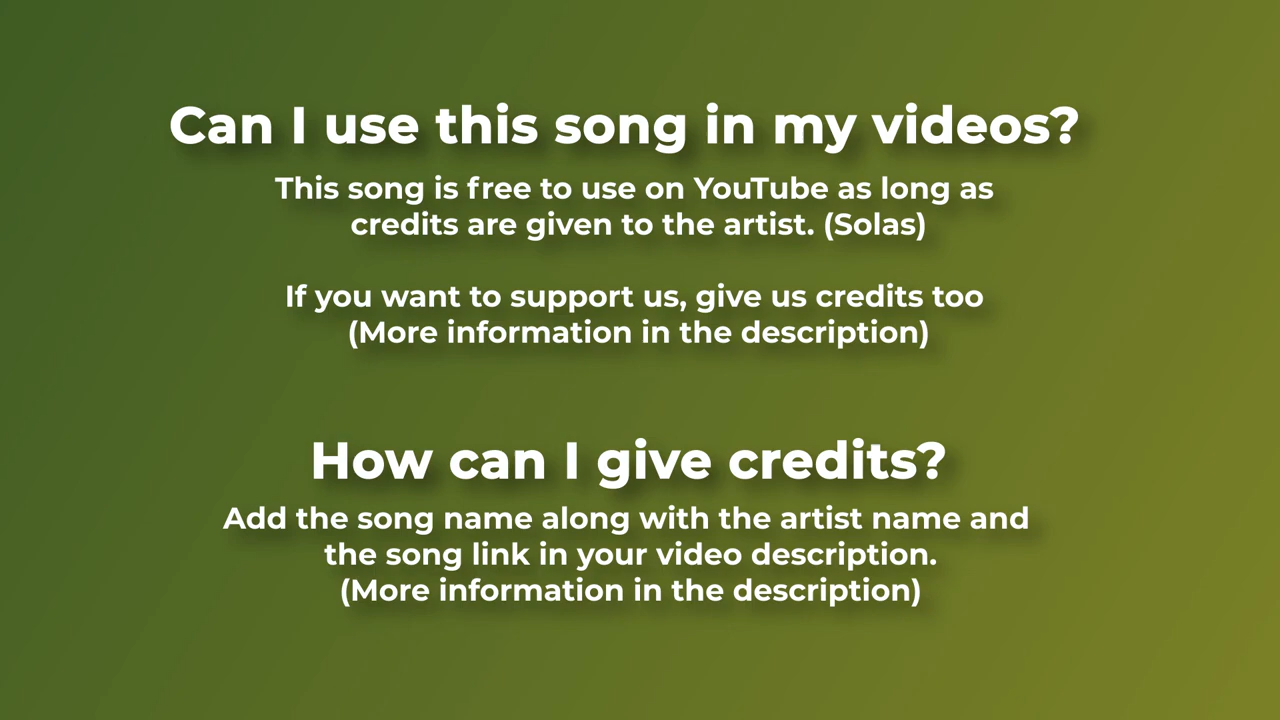 Can I use this song in my videos?
This song is free to use on YouTube as long as
credits are given to the artist. (Solas)
If you want to support us, give us credits too
(More information in the description)
How can I give credits?
Add the song name along with the artist name and
the song link in your video description.
(More information in the description)